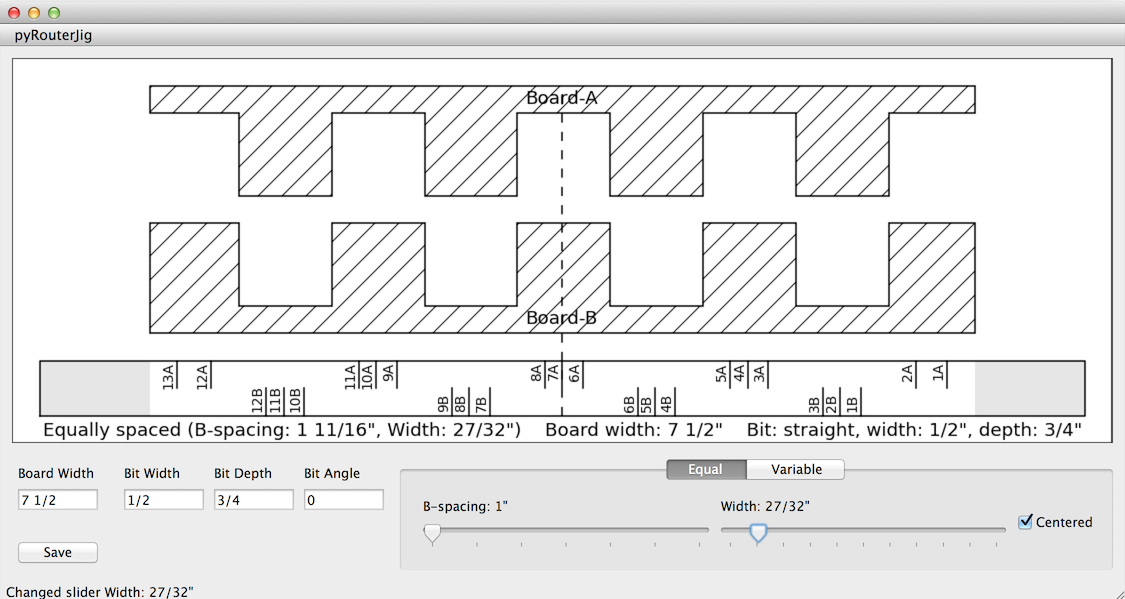 pyRouterJig
Board-A
Board-B
13A 12A 11A 10A 9A 8A 7A 6A 5A 4A 3A 2A 1A
12B 11B 10B 9B 8B 7B 6B 5B 4B 3B 2B 1B
Equally spaced (B-spacing: 1 11/16", Width: 27/32") Board width: 7 1/2" Bit: straight, width: 1/2", depth: 3/4"
Equal Variable
Board Width Bit Width Bit Depth Bit Angle
7 1/2 1/2 3/4 0
B-spacing: 1" Width: 27/32"
Centered
Save
Changed slider Width: 27/32"